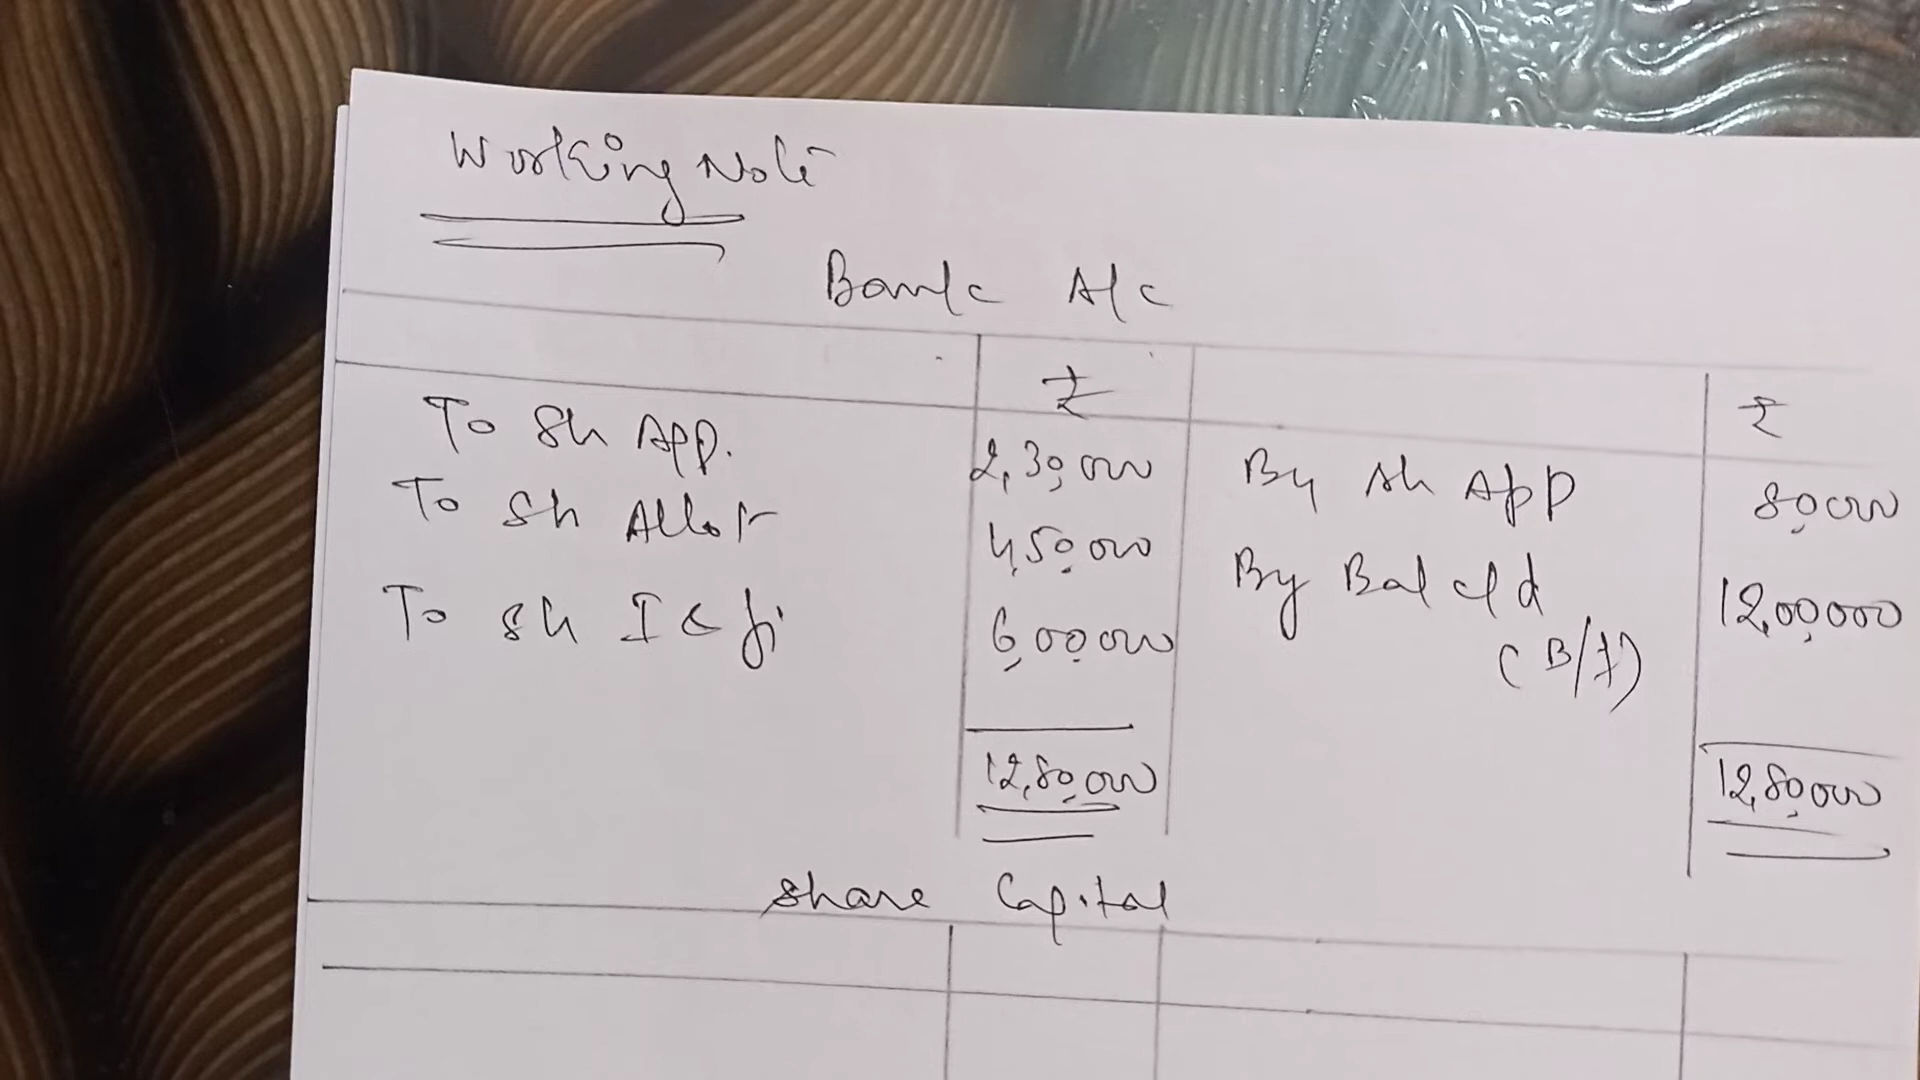 Working Note
Bank A/c
₹ ₹
To Sh App. 2,30,000 By Sh App 80,000
To Sh Allot 4,50,000 By Bal c/d 12,00,000
To Sh I & fi 6,00,000 (B/f)
12,80,000 12,80,000
Share Capital